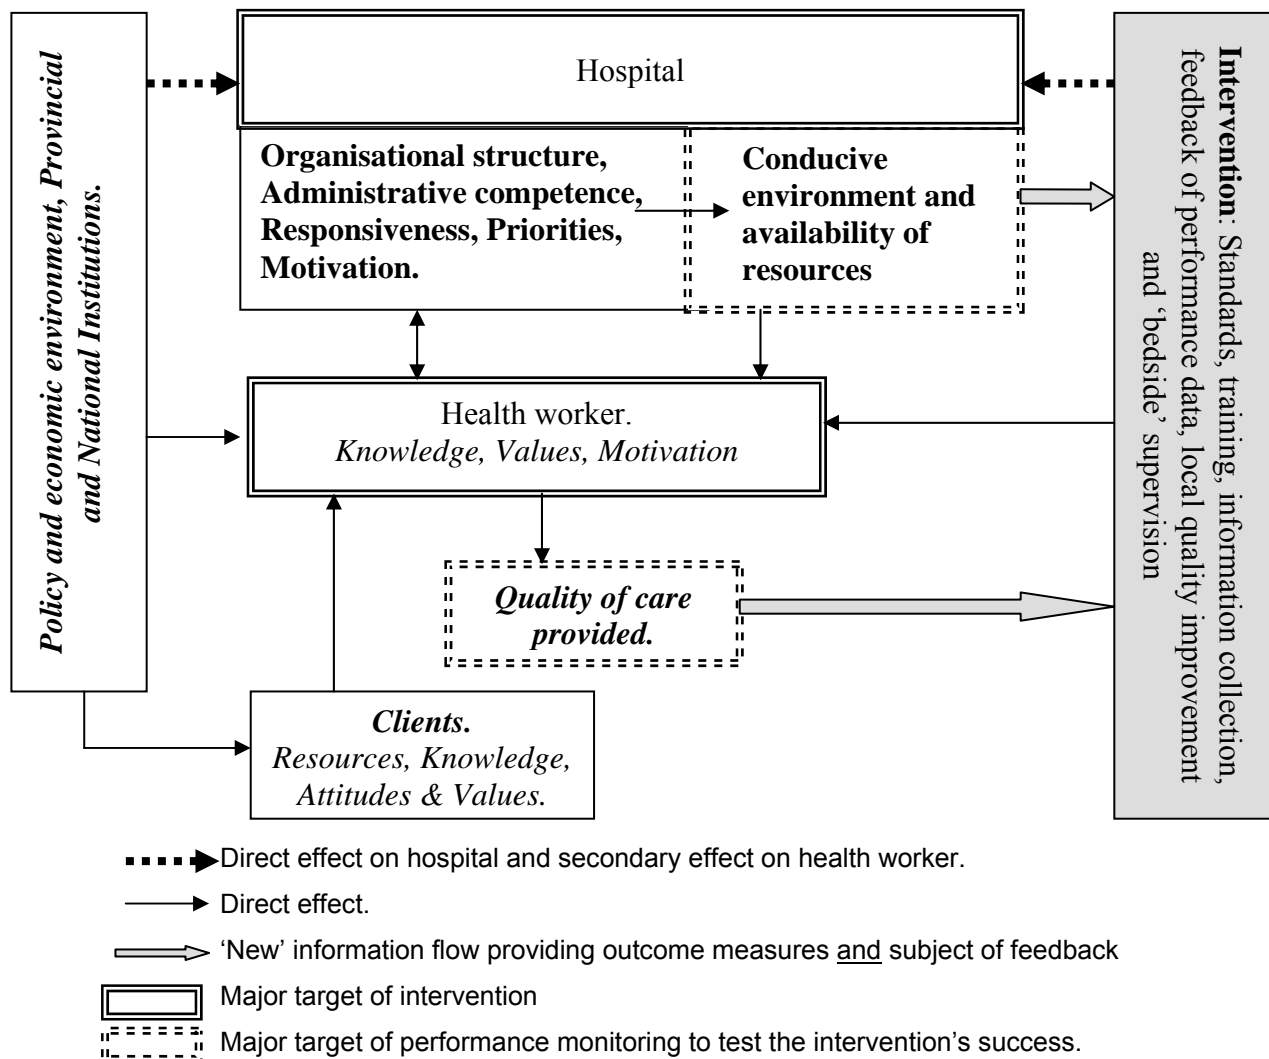 Policy and economic environment, Provincial
and National Institutions.
Hospital
Organisational structure,
Administrative competence,
Responsiveness, Priorities,
Motivation.
Conducive
environment and
availability of
resources
Health worker.
Knowledge, Values, Motivation
Quality of care
provided.
Clients.
Resources, Knowledge,
Attitudes & Values.
Intervention: Standards, training, information collection,
feedback of performance data, local quality improvement
and ‘bedside’ supervision
Direct effect on hospital and secondary effect on health worker.
Direct effect.
‘New’ information flow providing outcome measures and subject of feedback
Major target of intervention
Major target of performance monitoring to test the intervention’s success.